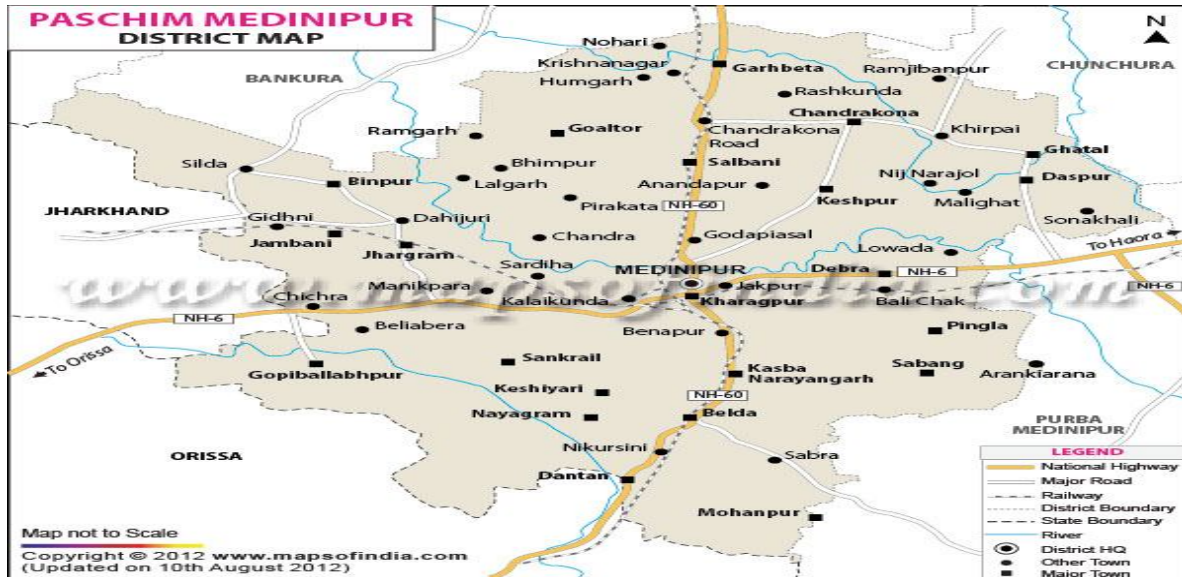 PASCHIM MEDINIPUR
DISTRICT MAP
N
BANKURA
CHUNCHURA
Nohari
Krishnanagar
Humgarh
Garhbeta
Ramjibanpur
Rashkunda
Chandrakona
Ramgarh
Goaltor
Chandrakona
Road
Khirpai
Ghatal
Silda
Bhimpur
Salbani
Binpur
Lalgarh
Anandapur
Nij Narajol
Daspur
Pirakata
NH-60
Keshpur
Malighat
JHARKHAND
Gidhni
Dahijuri
Sonakhali
Jambani
Chandra
Godapiasal
Lowada
To Haora
Jhargram
Sardiha
MEDINIPUR
Debra
NH-6
www.mapsofindia.com
Manikpara
Jakpur
NH-6
Chichra
Kalaikunda
Kharagpur
Bali Chak
NH-6
Beliabera
Benapur
Pingla
To Orissa
Gopiballabhpur
Sankrail
Kasba
Narayangarh
Sabang
Arankiarana
Keshiyari
NH-60
Nayagram
Belda
PURBA
MEDINIPUR
ORISSA
Nikursini
Sabra
Dantan
Mohanpur
LEGEND
National Highway
Major Road
Railway
District Boundary
State Boundary
River
District HQ
Other Town
Major Town
Map not to Scale
Copyright © 2012 www.mapsofindia.com
(Updated on 10th August 2012)